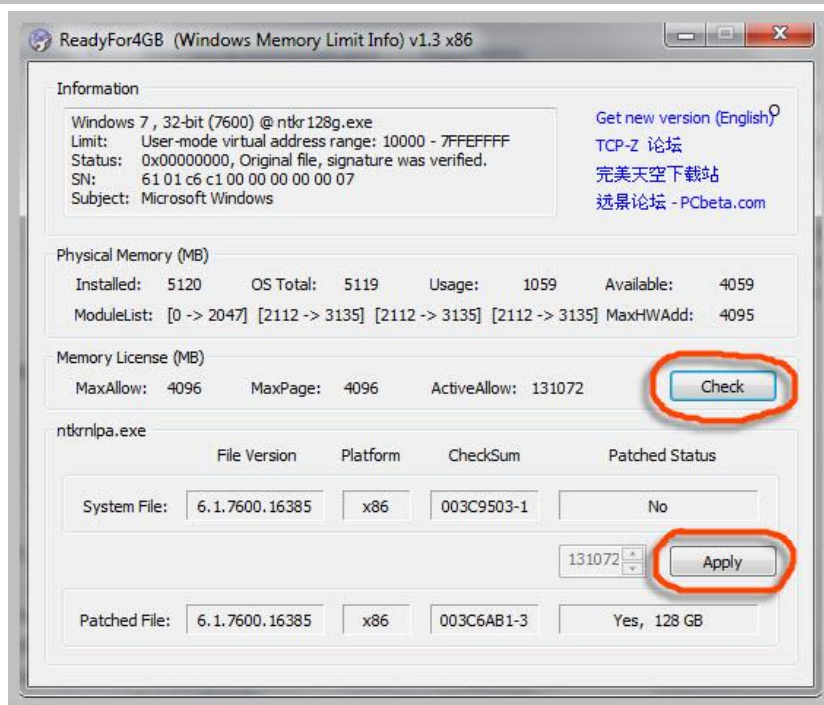 ReadyFor4GB (Windows Memory Limit Info) v1.3 x86
Information
Windows 7 , 32-bit (7600) @ ntkr128g.exe
Limit: User-mode virtual address range: 10000 - 7FFEFFFF
Status: 0x00000000, Original file, signature was verified.
SN: 61 01 c6 c1 00 00 00 00 00 07
Subject: Microsoft Windows
Get new version (English)
TCP-Z 论坛
完美天空下载站
远景论坛 - PCbeta.com
Physical Memory (MB)
Installed: 5120 OS Total: 5119 Usage: 1059 Available: 4059
ModuleList: [0 -> 2047] [2112 -> 3135] [2112 -> 3135] [2112 -> 3135] MaxHWAdd: 4095
Memory License (MB)
MaxAllow: 4096 MaxPage: 4096 ActiveAllow: 131072 Check
ntkrnlpa.exe
File Version Platform CheckSum Patched Status
System File: 6.1.7600.16385 x86 003C9503-1 No
131072 Apply
Patched File: 6.1.7600.16385 x86 003C6AB1-3 Yes, 128 GB